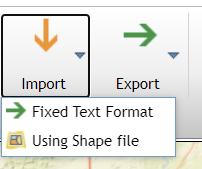 Import Export
Fixed Text Format
Using Shape file